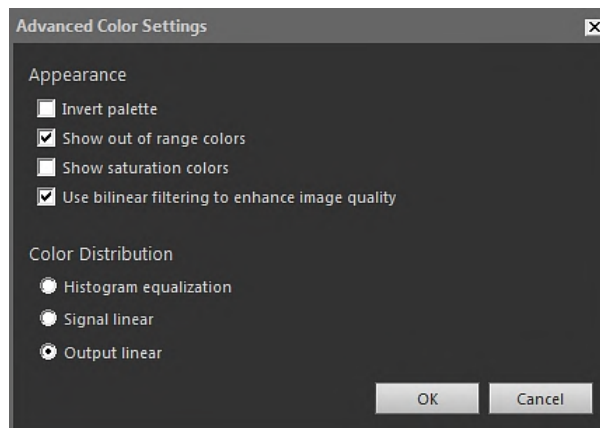 Advanced Color Settings
Appearance
Invert palette
Show out of range colors
Show saturation colors
Use bilinear filtering to enhance image quality
Color Distribution
Histogram equalization
Signal linear
Output linear
OK
Cancel